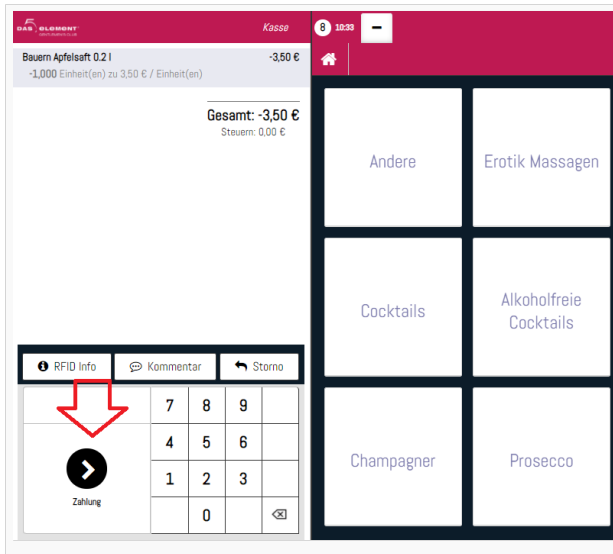 DAS ELEMENT
Kasse
8 10:33
Bauern Apfelsaft 0.2 l -3,50 €
-1,000 Einheit(en) zu 3,50 € / Einheit(en)
Gesamt: -3,50 €
Steuern: 0,00 €
RFID Info
Kommentar
Storno
7 8 9
4 5 6
1 2 3
0
Zahlung
Andere
Erotik Massagen
Cocktails
Alkoholfreie
Cocktails
Champagner
Prosecco